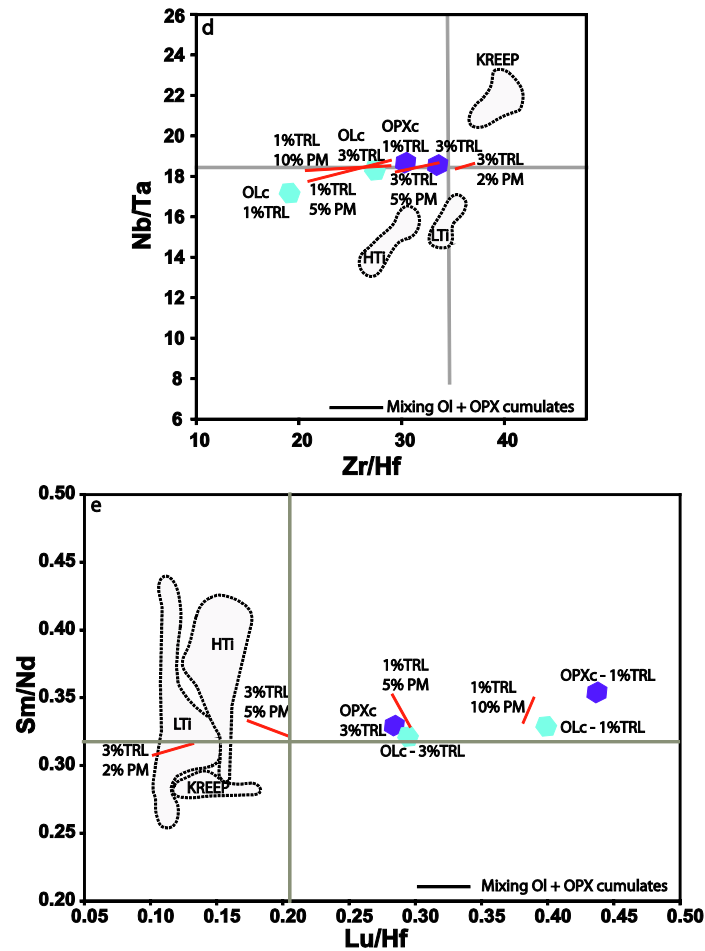 d
26
24
22
20
18
16
14
12
10
8
6
Nb/Ta
KREEP
OPXc
1%TRL
3%TRL
OLc
3%TRL
1%TRL
10% PM
3%TRL
2% PM
3%TRL
5% PM
1%TRL
5% PM
OLc
1%TRL
HTi
LTi
Mixing Ol + OPX cumulates
10
20
30
40
Zr/Hf
e
0.50
0.45
0.40
0.35
0.30
0.25
0.20
Sm/Nd
HTi
LTi
KREEP
3%TRL
5% PM
3%TRL
2% PM
1%TRL
5% PM
OPXc
3%TRL
OLc - 3%TRL
1%TRL
10% PM
OPXc - 1%TRL
OLc - 1%TRL
Mixing Ol + OPX cumulates
0.05
0.10
0.15
0.20
0.25
0.30
0.35
0.40
0.45
0.50
Lu/Hf